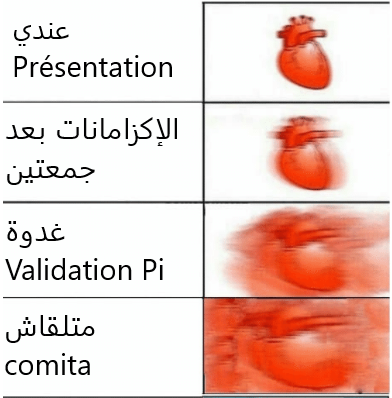 عندي
Présentation
الإكزامانات بعد
جمعتين
غدوة
Validation Pi
متلقاش
comita